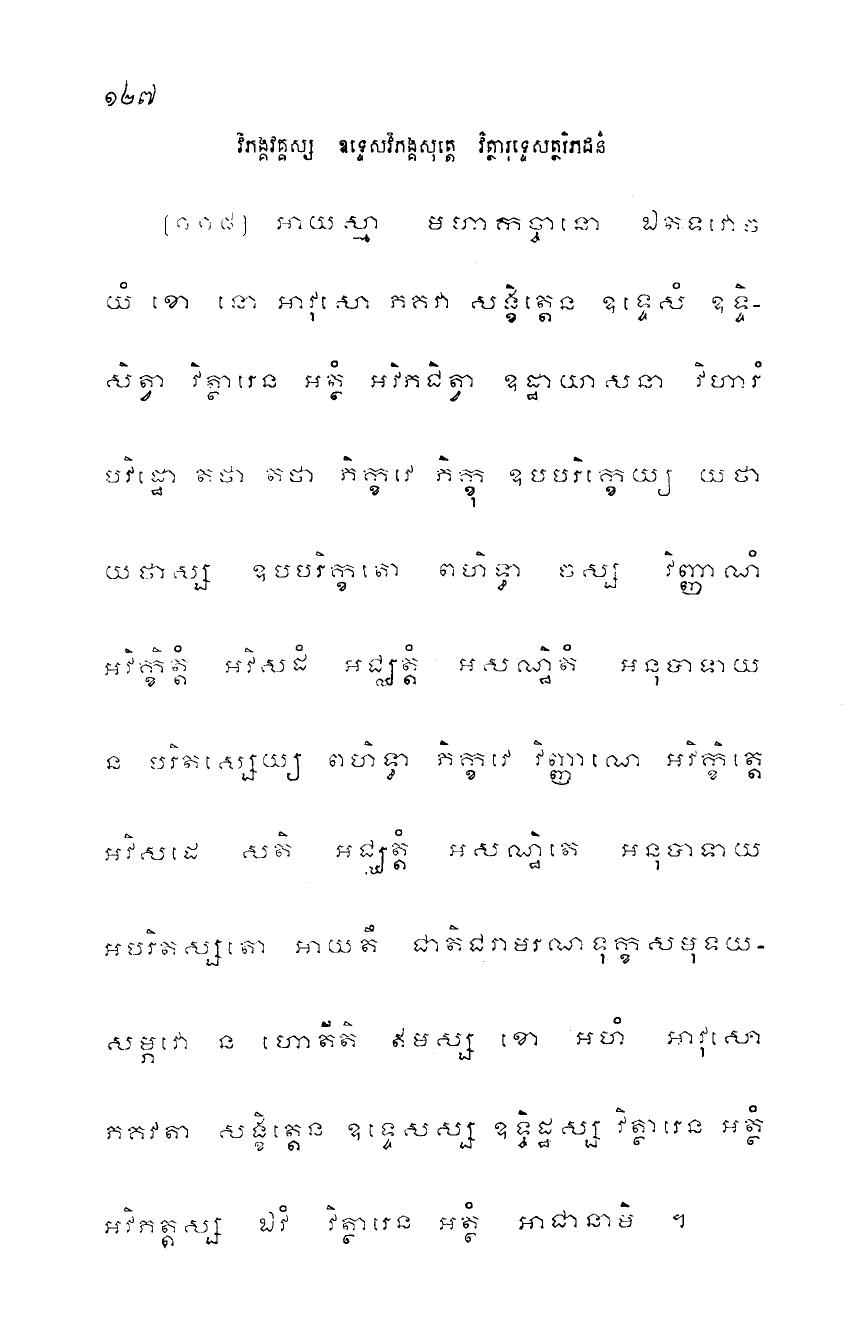 ១២៧
វិភង្គវគ្គស្ស ឧទ្ទេសវិភង្គសុត្តេ វិត្ថារុទ្ទេសត្ថវិភជនំ
[១១៨] អាយស្មា មហាកច្ចានោ ឯតទវោច
យំ ខោ នោ អាវុសោ ភគវា សង្ខិត្តេន ឧទ្ទេសំ ឧទ្ទិ-
សិត្វា វិត្ថារេន អត្ថំ អវិភជិត្វា ឧដ្ឋាយាសនា វិហារំ
បវិដ្ឋោ តថា តថា ភិក្ខវេ ភិក្ខុ ឧបបរិក្ខេយ្យ យថា
យថាស្ស ឧបបរិក្ខតោ ពហិទ្ធា ចស្ស វិញ្ញាណំ
អវិក្ខិត្តំ អវិសដំ អជ្ឈត្តំ អសណ្ឋិតំ អនុបាទាយ
ន បរិតស្សេយ្យ ពហិទ្ធា ភិក្ខវេ វិញ្ញាណេ អវិក្ខិត្តេ
អវិសដេ សតិ អជ្ឈត្តំ អសណ្ឋិតេ អនុបាទាយ
អបរិតស្សតោ អាយតឹ ជាតិជរាមរណទុក្ខសមុទយ-
សម្ភវោ ន ហោតីតិ ឥមស្ស ខោ អហំ អាវុសោ
ភគវតា សង្ខិត្តេន ឧទ្ទេសស្ស ឧទ្ទិដ្ឋស្ស វិត្ថារេន អត្ថំ
អវិភត្តស្ស ឯវំ វិត្ថារេន អត្ថំ អាជានាមិ ។